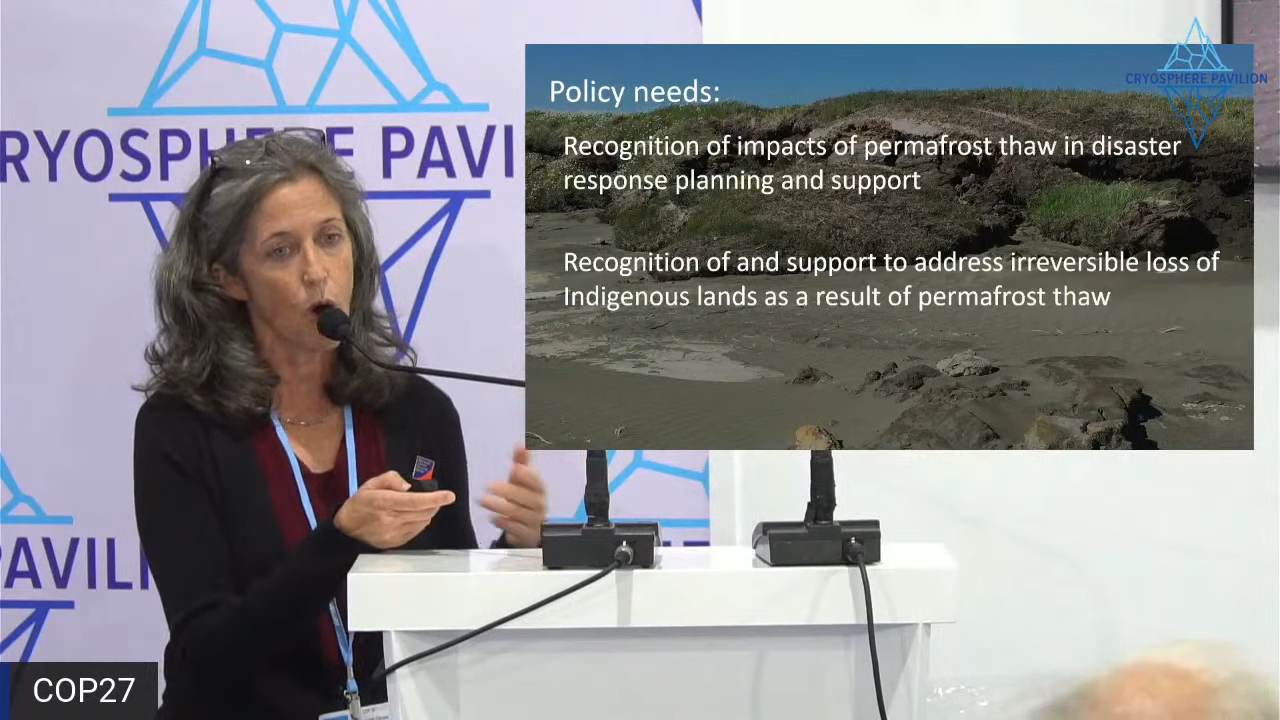 CRYOSPHERE PAVILION
Policy needs:
Recognition of impacts of permafrost thaw in disaster
response planning and support
Recognition of and support to address irreversible loss of
Indigenous lands as a result of permafrost thaw
RYOSPHERE PAVI
PAVILI
COP27